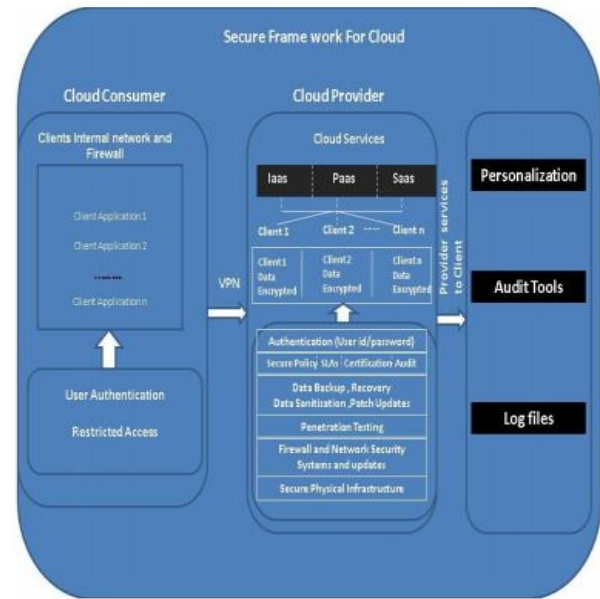 Secure Frame work For Cloud
Cloud Consumer
Clients Internal network and
Firewall
Client Application 1
Client Application 2
........
Client Application n
User Authentication
Restricted Access
VPN
Cloud Provider
Cloud Services
Iaas Paas Saas
Client 1 Client 2 ----- Client n
Client 1 Client 2 Client n
Data Data Data
Encrypted Encrypted Encrypted
Authentication (User id/password)
Secure Policy SLAs Certification Audit
Data Backup , Recovery
Data Sanitization ,Patch Updates
Penetration Testing
Firewall and Network Security
Systems and updates
Secure Physical Infrastructure
Provider services
to Client
Personalization
Audit Tools
Log files